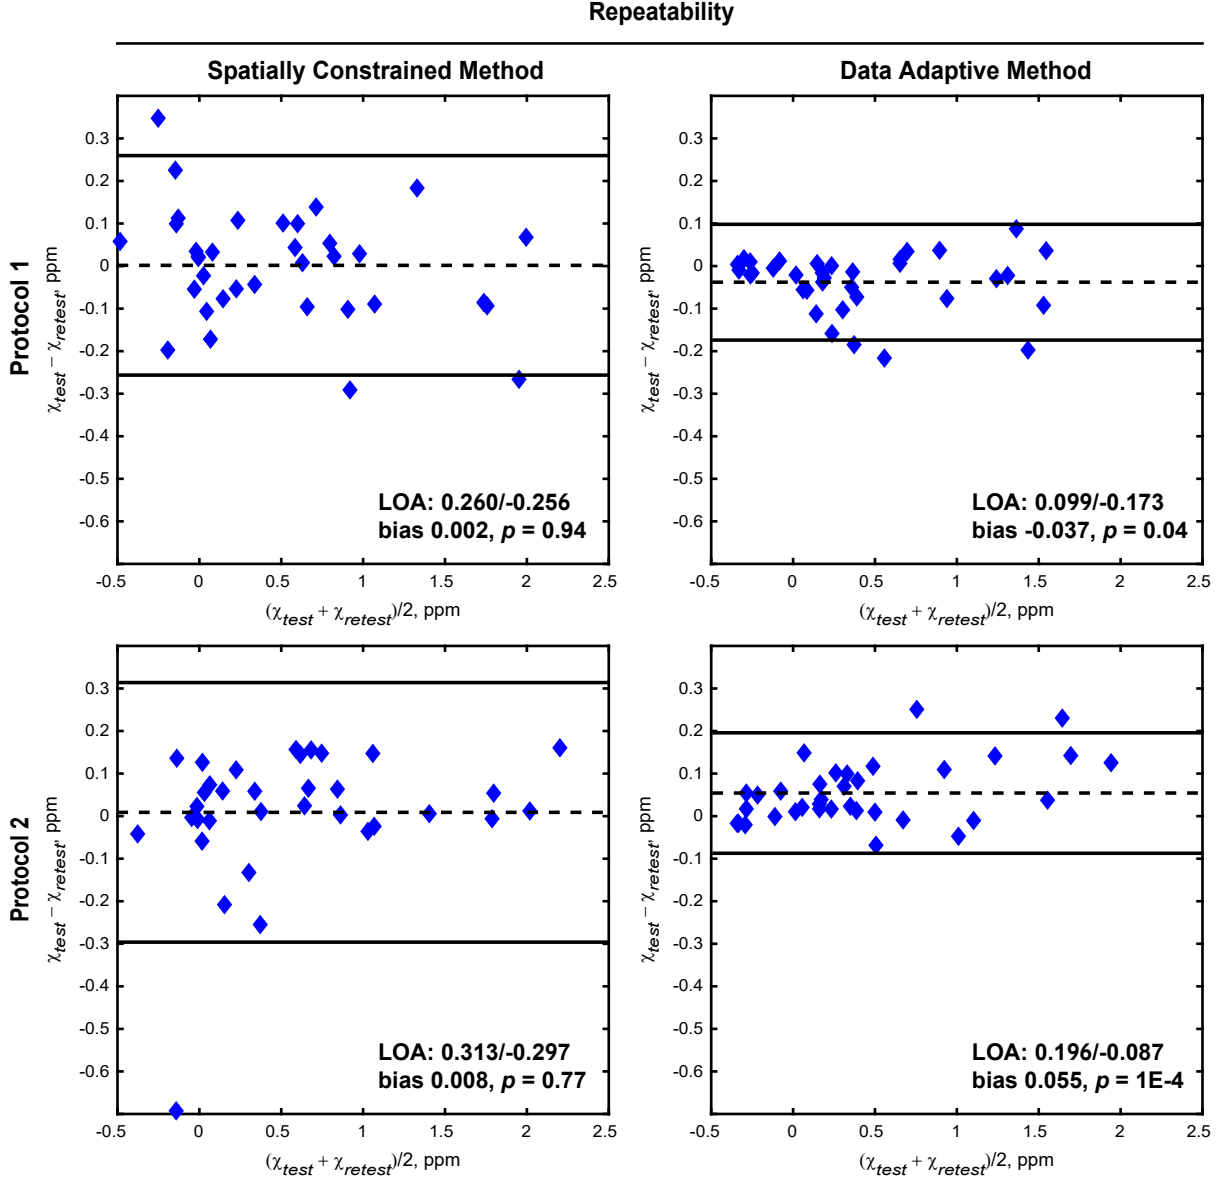 Repeatability
Spatially Constrained Method
Data Adaptive Method
Protocol 1
χtest − χretest, ppm
0.3
0.2
0.1
0
-0.1
-0.2
-0.3
-0.4
-0.5
-0.6
LOA: 0.260/-0.256
bias 0.002, p = 0.94
-0.5 0 0.5 1 1.5 2 2.5
(χtest + χretest)/2, ppm
χtest − χretest, ppm
0.3
0.2
0.1
0
-0.1
-0.2
-0.3
-0.4
-0.5
-0.6
LOA: 0.099/-0.173
bias -0.037, p = 0.04
-0.5 0 0.5 1 1.5 2 2.5
(χtest + χretest)/2, ppm
Protocol 2
χtest − χretest, ppm
0.3
0.2
0.1
0
-0.1
-0.2
-0.3
-0.4
-0.5
-0.6
LOA: 0.313/-0.297
bias 0.008, p = 0.77
-0.5 0 0.5 1 1.5 2 2.5
(χtest + χretest)/2, ppm
χtest − χretest, ppm
0.3
0.2
0.1
0
-0.1
-0.2
-0.3
-0.4
-0.5
-0.6
LOA: 0.196/-0.087
bias 0.055, p = 1E-4
-0.5 0 0.5 1 1.5 2 2.5
(χtest + χretest)/2, ppm